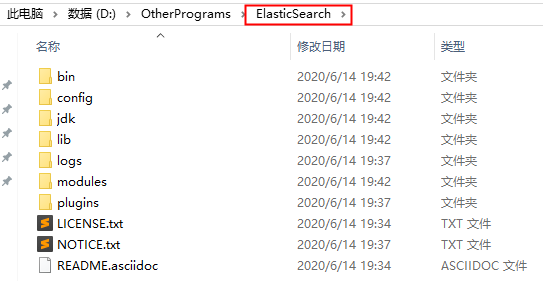 此电脑 > 数据 (D:) > OtherPrograms > ElasticSearch >
名称 修改日期 类型
bin 2020/6/14 19:42 文件夹
config 2020/6/14 19:42 文件夹
jdk 2020/6/14 19:42 文件夹
lib 2020/6/14 19:42 文件夹
logs 2020/6/14 19:37 文件夹
modules 2020/6/14 19:42 文件夹
plugins 2020/6/14 19:37 文件夹
LICENSE.txt 2020/6/14 19:34 TXT 文件
NOTICE.txt 2020/6/14 19:37 TXT 文件
README.asciidoc 2020/6/14 19:34 ASCIIDOC 文件